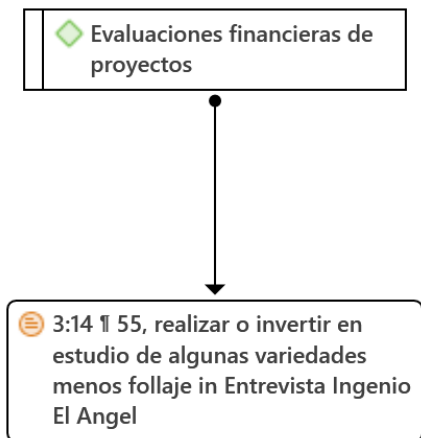 Evaluaciones financieras de
proyectos
3:14 ¶ 55, realizar o invertir en
estudio de algunas variedades
menos follaje in Entrevista Ingenio
El Angel